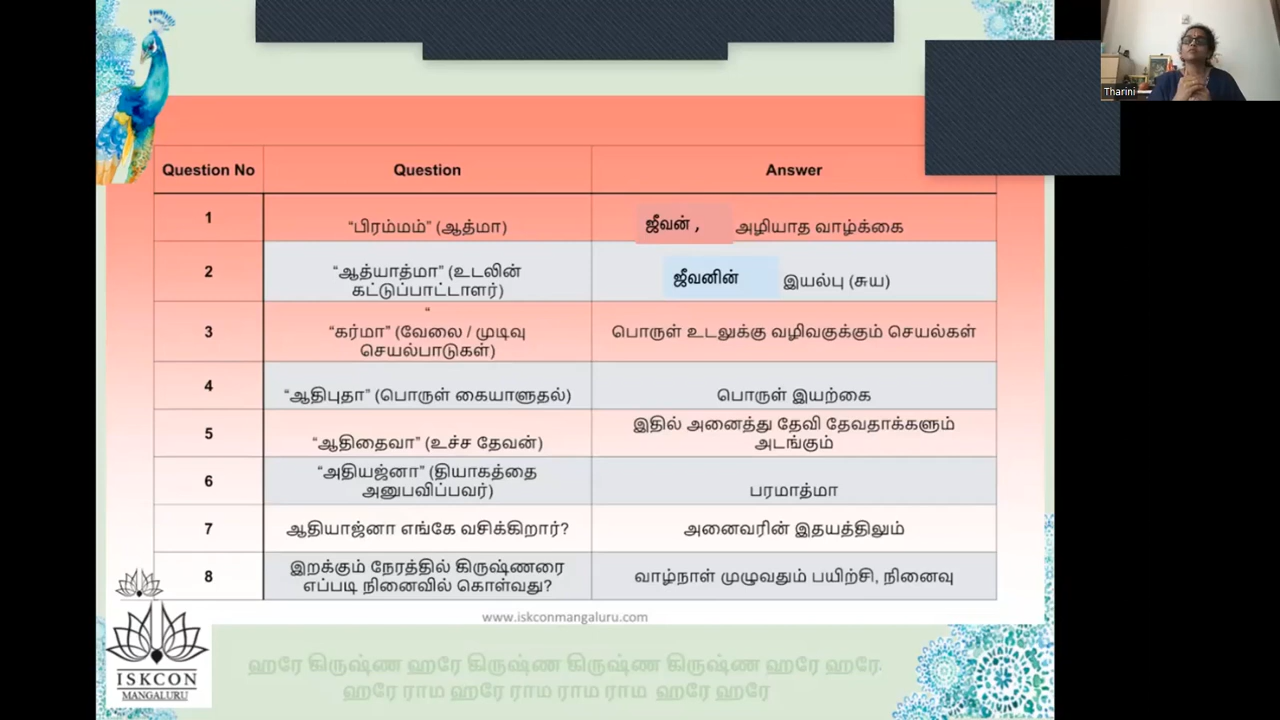 Tharini
Question No Question Answer
1 “பிரம்மம்” (ஆத்மா) ஜீவன் , அழியாத வாழ்க்கை
2 “ஆத்யாத்மா” (உடலின்
கட்டுப்பாட்டாளர்) ஜீவனின் இயல்பு (சுய)
“
3 “கர்மா” (வேலை / முடிவு
செயல்பாடுகள்) பொருள் உடலுக்கு வழிவகுக்கும் செயல்கள்
4 “ஆதிபுதா” (பொருள் கையாளுதல்) பொருள் இயற்கை
5 “ஆதிதைவா” (உச்ச தேவன்) இதில் அனைத்து தேவி தேவதாக்களும்
அடங்கும்
6 “அதியஜ்னா” (தியாகத்தை
அனுபவிப்பவர்) பரமாத்மா
7 ஆதியாஜ்னா எங்கே வசிக்கிறார்? அனைவரின் இதயத்திலும்
8 இறக்கும் நேரத்தில் கிருஷ்ணரை
எப்படி நினைவில் கொள்வது? வாழ்நாள் முழுவதும் பயிற்சி, நினைவு
www.iskconmangaluru.com
ISKCON
MANGALURU
ஹரே கிருஷ்ண ஹரே கிருஷ்ண கிருஷ்ண கிருஷ்ண ஹரே ஹரே
ஹரே ராம ஹரே ராம ராம ராம ஹரே ஹரே